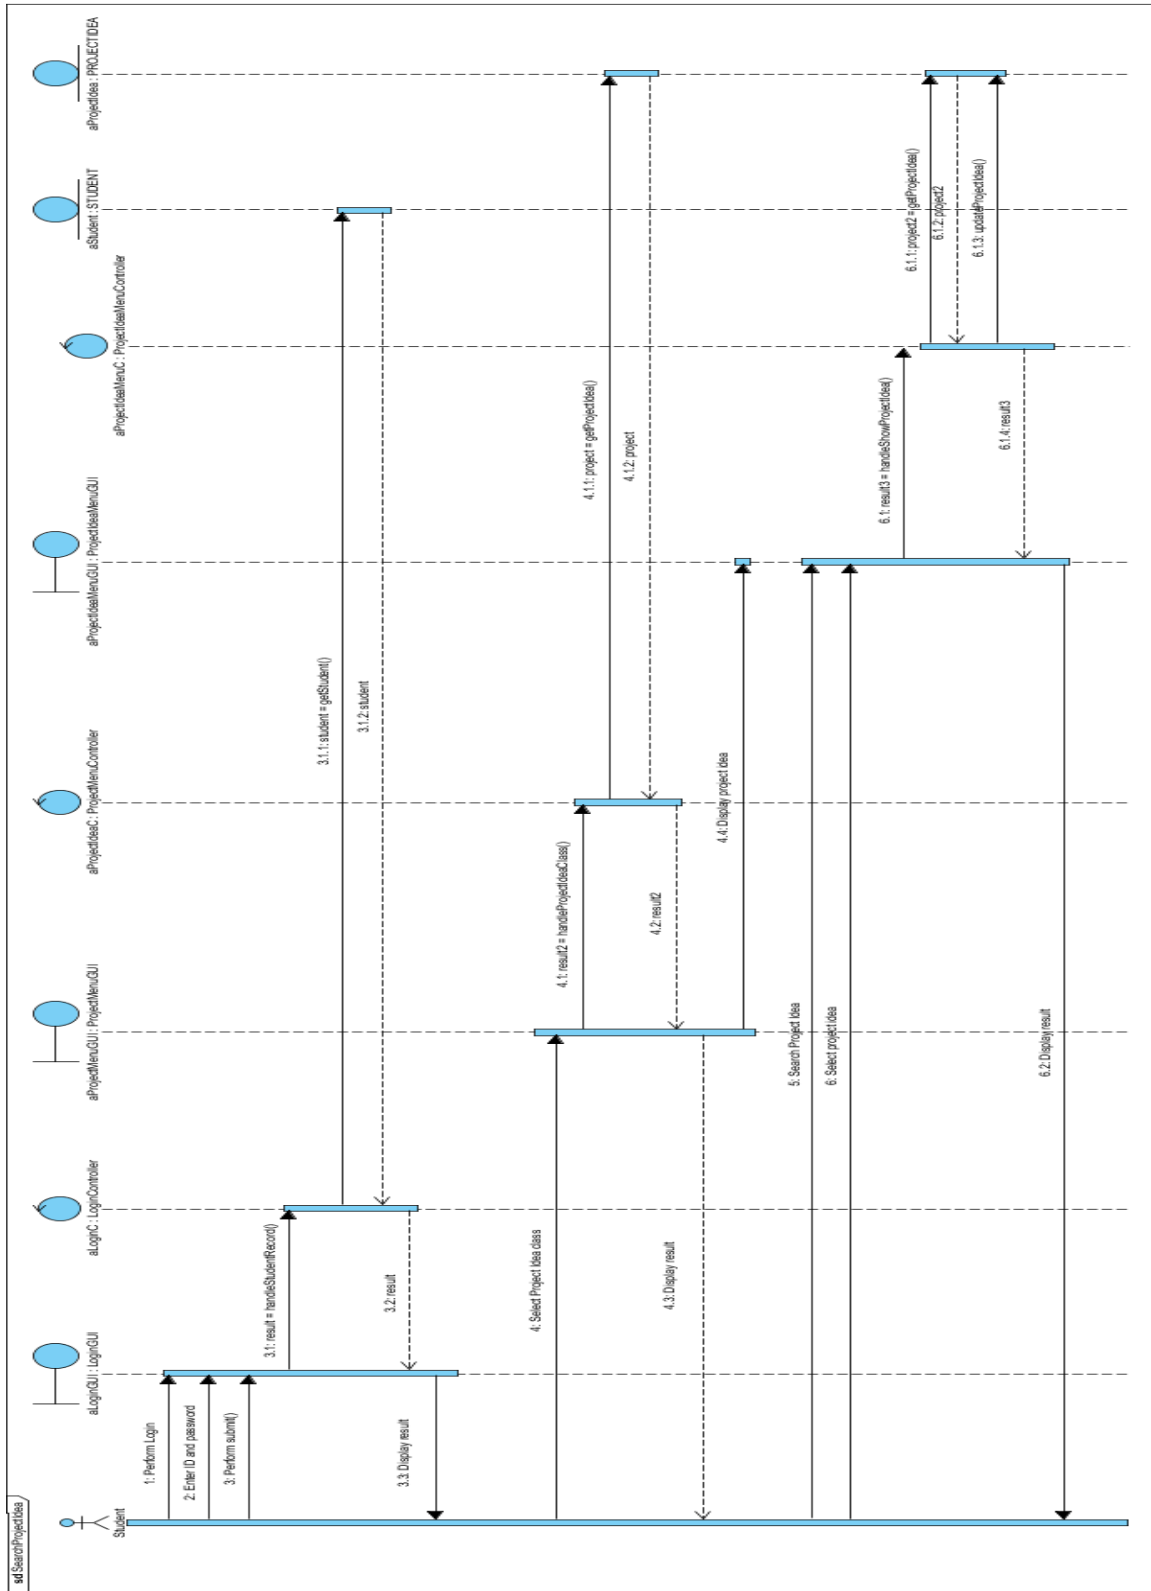 sd SearchProjectIdea
Student
aLoginGUI : LoginGUI
aLoginC : LoginController
aProjectMenuGUI : ProjectMenuGUI
aProjectIdeaC : ProjectMenuController
aProjectIdeaMenuGUI : ProjectIdeaMenuGUI
aProjectIdeaMenuC : ProjectIdeaMenuController
aStudent : STUDENT
aProjectIdea : PROJECTIDEA
1: Perform Login
2: Enter ID and password
3: Perform submit()
3.1: result = handleStudentRecord()
3.1.1: student = getStudent()
3.1.2: student
3.2: result
3.3: Display result
4: Select Project Idea class
4.1: result2 = handleProjectIdeaClass()
4.1.1: project = getProjectIdea()
4.1.2: project
4.2: result2
4.3: Display result
4.4: Display project idea
5: Search Project Idea
6: Select project idea
6.1: result3 = handleShowProjectIdea()
6.1.1: project2 = getProjectIdea()
6.1.2: project2
6.1.3: updateProjectIdea()
6.1.4: result3
6.2: Display result